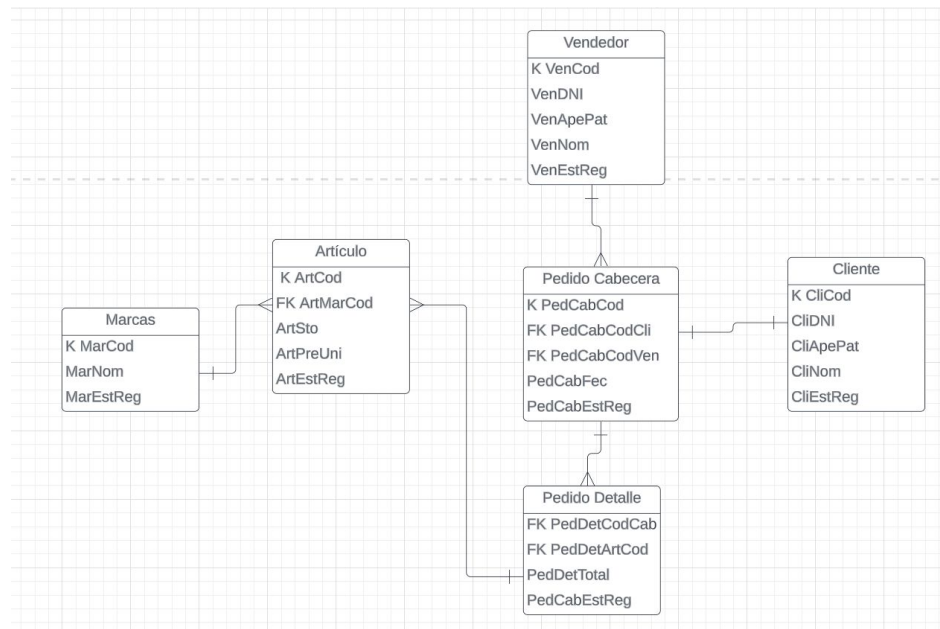 Vendedor
K VenCod
VenDNI
VenApePat
VenNom
VenEstReg
Artículo
K ArtCod
FK ArtMarCod
ArtSto
ArtPreUni
ArtEstReg
Marcas
K MarCod
MarNom
MarEstReg
Pedido Cabecera
K PedCabCod
FK PedCabCodCli
FK PedCabCodVen
PedCabFec
PedCabEstReg
Cliente
K CliCod
CliDNI
CliApePat
CliNom
CliEstReg
Pedido Detalle
FK PedDetCodCab
FK PedDetArtCod
PedDetTotal
PedCabEstReg